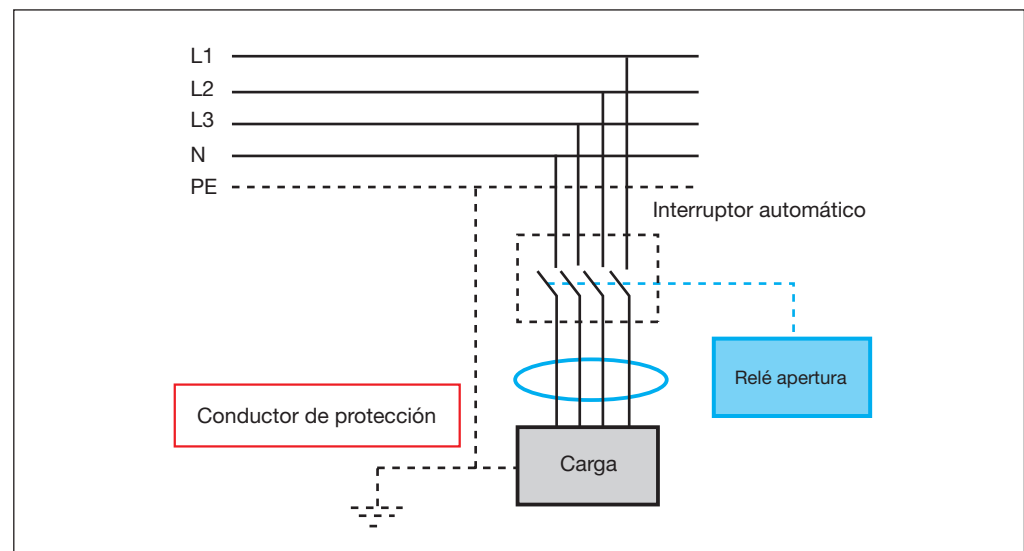 L1
L2
L3
N
PE
Interruptor automático
Relé apertura
Conductor de protección
Carga